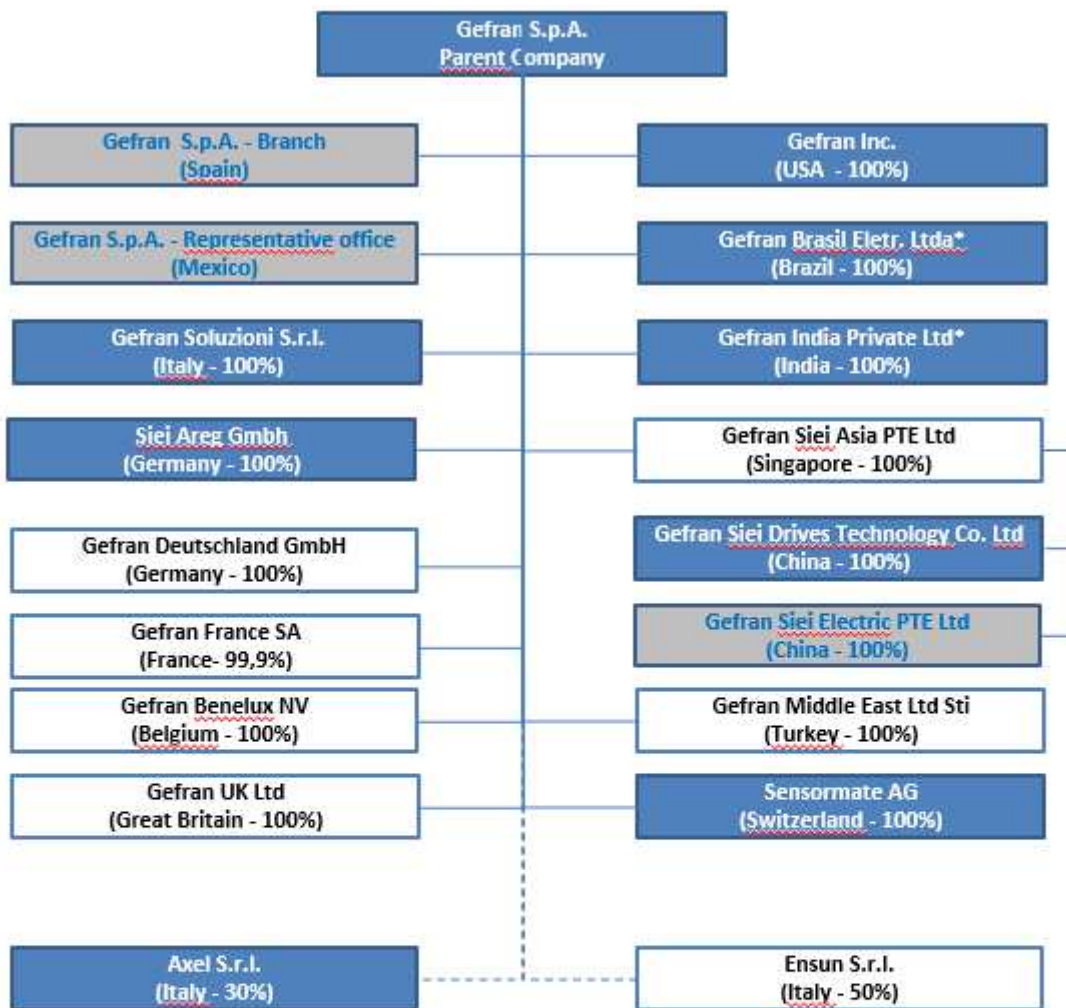 Gefran S.p.A.
Parent Company
Gefran S.p.A. - Branch
(Spain)
Gefran Inc.
(USA - 100%)
Gefran S.p.A. - Representative office
(Mexico)
Gefran Brasil Eletr. Ltda*
(Brazil - 100%)
Gefran Soluzioni S.r.l.
(Italy - 100%)
Gefran India Private Ltd*
(India - 100%)
Siei Areg Gmbh
(Germany - 100%)
Gefran Siei Asia PTE Ltd
(Singapore - 100%)
Gefran Deutschland GmbH
(Germany - 100%)
Gefran Siei Drives Technology Co. Ltd
(China - 100%)
Gefran France SA
(France- 99,9%)
Gefran Siei Electric PTE Ltd
(China - 100%)
Gefran Benelux NV
(Belgium - 100%)
Gefran Middle East Ltd Sti
(Turkey - 100%)
Gefran UK Ltd
(Great Britain - 100%)
Sensormate AG
(Switzerland - 100%)
Axel S.r.l.
(Italy - 30%)
Ensun S.r.l.
(Italy - 50%)